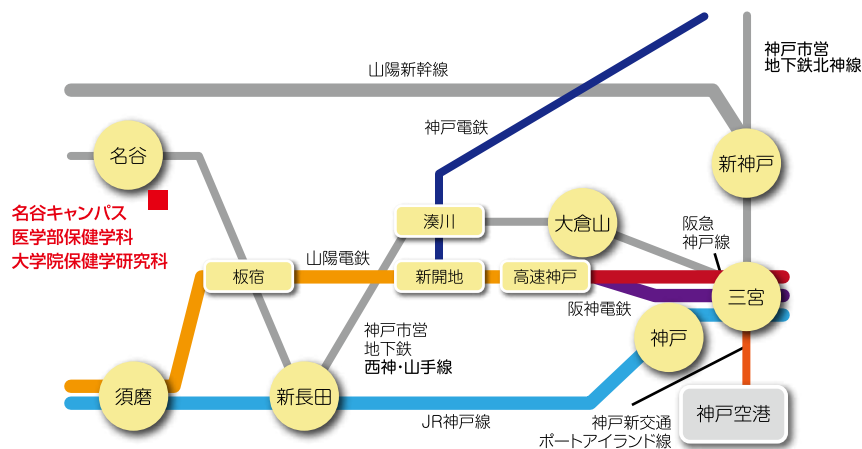 神戸市営
地下鉄北神線
山陽新幹線
神戸電鉄
名谷
新神戸
名谷キャンパス
医学部保健学科
大学院保健学研究科
湊川
大倉山
阪急
神戸線
山陽電鉄
板宿
新開地
高速神戸
三宮
阪神電鉄
神戸市営
地下鉄
西神・山手線
神戸
須磨
新長田
JR神戸線
神戸新交通
ポートアイランド線
神戸空港